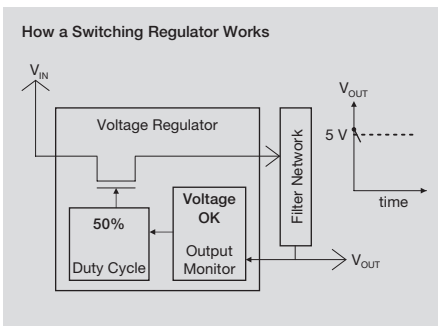 How a Switching Regulator Works
VIN
Voltage Regulator
Filter Network
VOUT
5 V
time
50%
Duty Cycle
Voltage
OK
Output
Monitor
VOUT